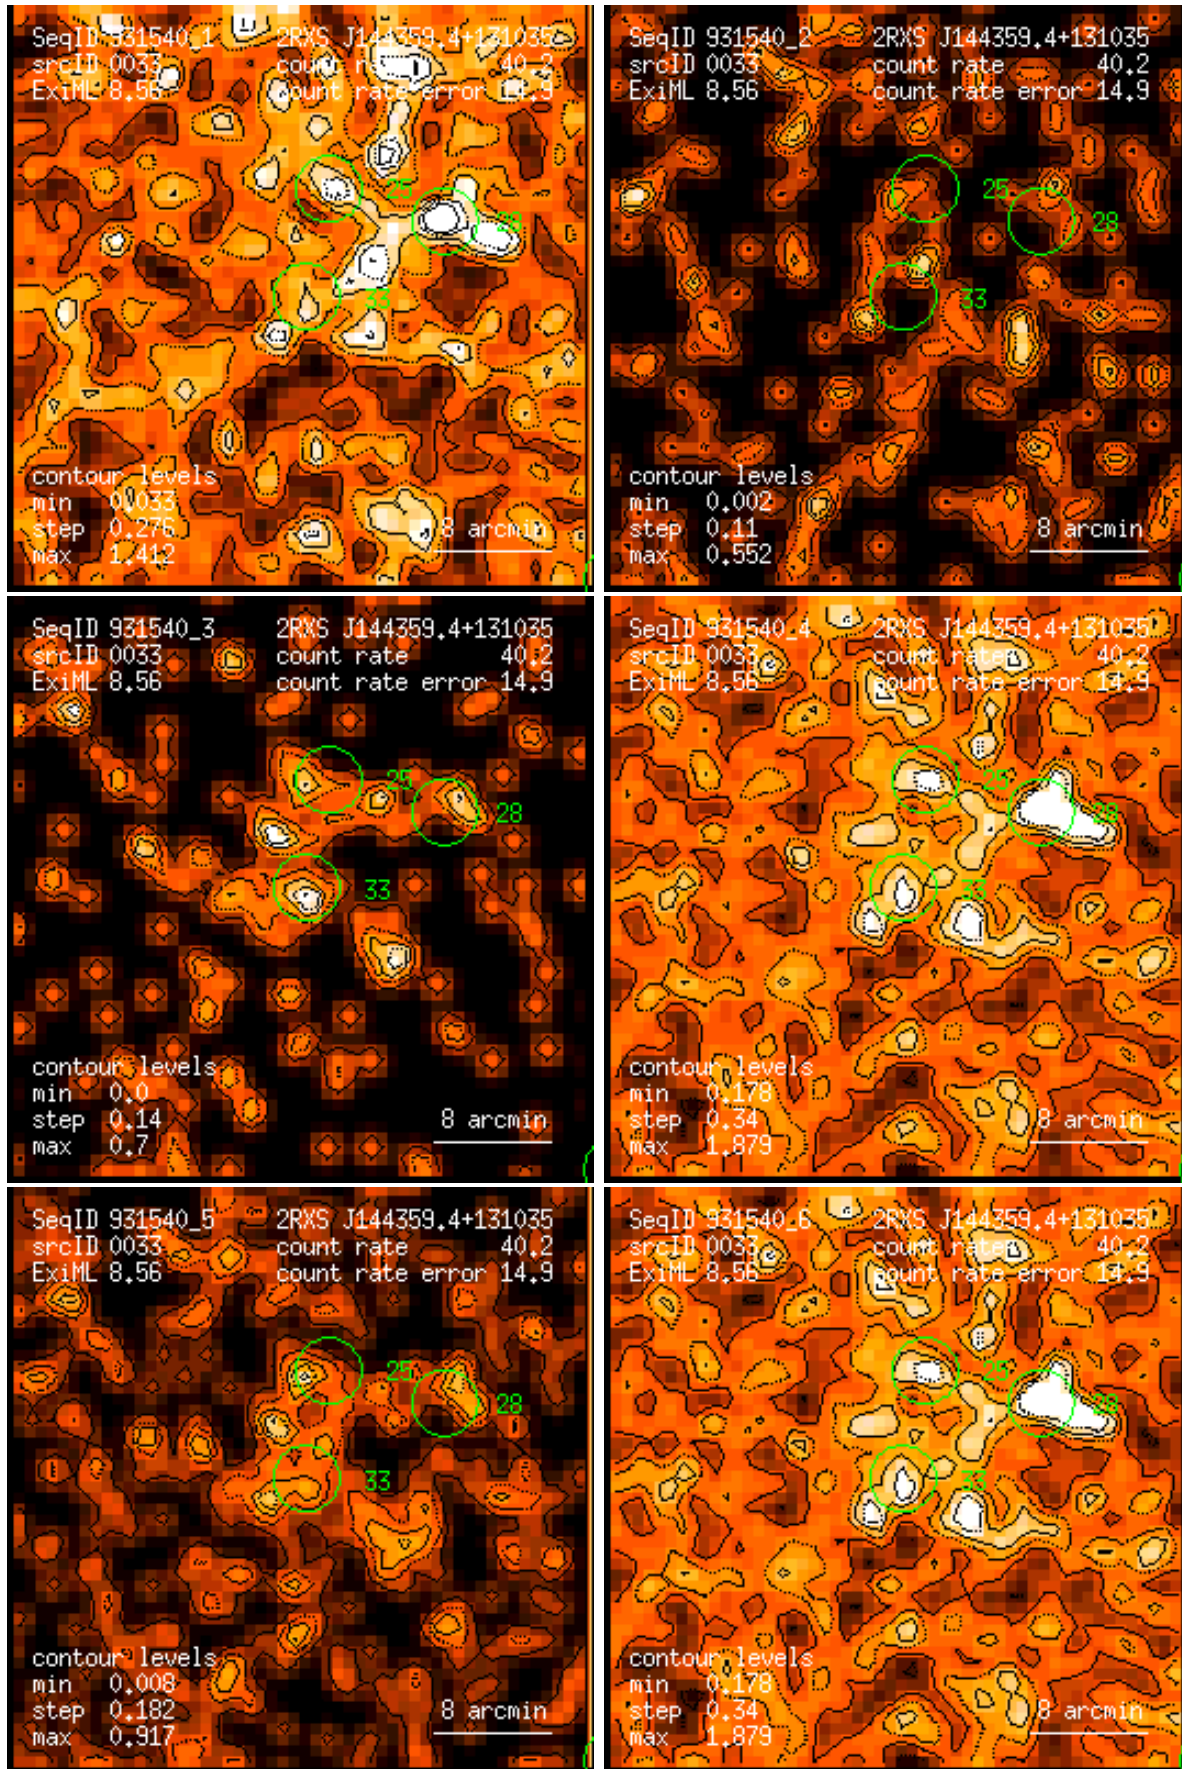 SeqID 931540_1 2RXS J144359.4+131035
srcID 0033 count rate 40.2
ExiML 8.56 count rate error 14.9
25
28
33
contour levels
min 0.033
step 0.276
max 1.412
8 arcmin
SeqID 931540_2 2RXS J144359.4+131035
srcID 0033 count rate 40.2
ExiML 8.56 count rate error 14.9
25
28
33
contour levels
min 0.002
step 0.11
max 0.552
8 arcmin
SeqID 931540_3 2RXS J144359.4+131035
srcID 0033 count rate 40.2
ExiML 8.56 count rate error 14.9
25
28
33
contour levels
min 0.0
step 0.14
max 0.7
8 arcmin
SeqID 931540_4 2RXS J144359.4+131035
srcID 0033 count rate 40.2
ExiML 8.56 count rate error 14.9
25
28
33
contour levels
min 0.178
step 0.34
max 1.879
8 arcmin
SeqID 931540_5 2RXS J144359.4+131035
srcID 0033 count rate 40.2
ExiML 8.56 count rate error 14.9
25
28
33
contour levels
min 0.008
step 0.182
max 0.917
8 arcmin
SeqID 931540_6 2RXS J144359.4+131035
srcID 0033 count rate 40.2
ExiML 8.56 count rate error 14.9
25
28
33
contour levels
min 0.178
step 0.34
max 1.879
8 arcmin